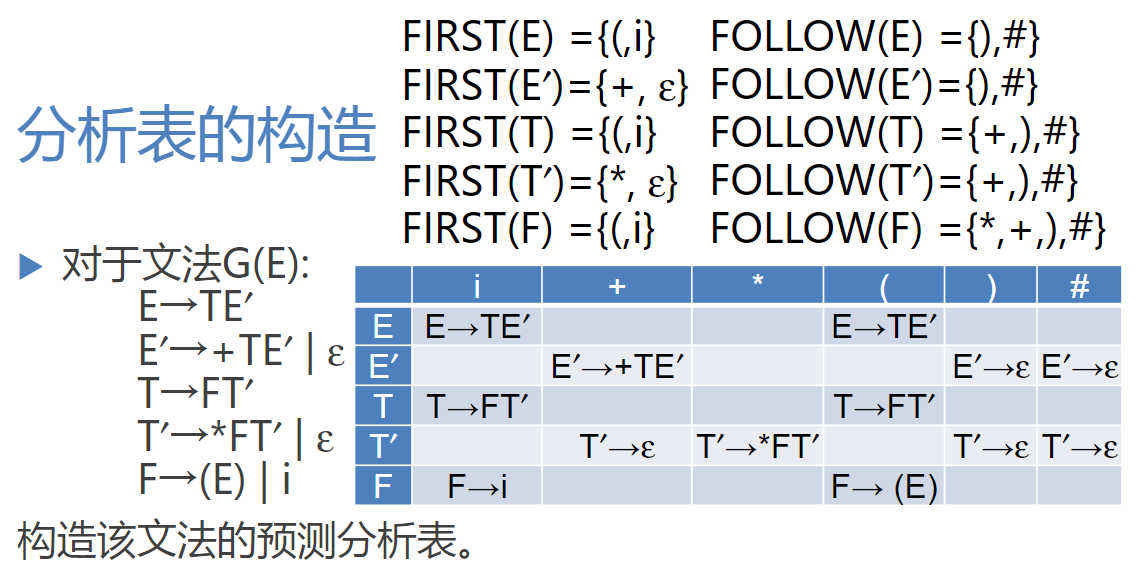 分析表的构造
FIRST(E) ={(,i} FOLLOW(E) ={),#}
FIRST(E′)={+, ε} FOLLOW(E′)={),#}
FIRST(T) ={(,i} FOLLOW(T) ={+,),#}
FIRST(T′)={*, ε} FOLLOW(T′)={+,),#}
FIRST(F) ={(,i} FOLLOW(F) ={*,+,),#}
对于文法G(E):
E→TE′
E′→+TE′ | ε
T→FT′
T′→*FT′ | ε
F→(E) | i
i + * ( ) #
E E→TE′ E→TE′
E′ E′→+TE′ E′→ε E′→ε
T T→FT′ T→FT′
T′ T′→ε T′→*FT′ T′→ε T′→ε
F F→i F→ (E)
构造该文法的预测分析表。